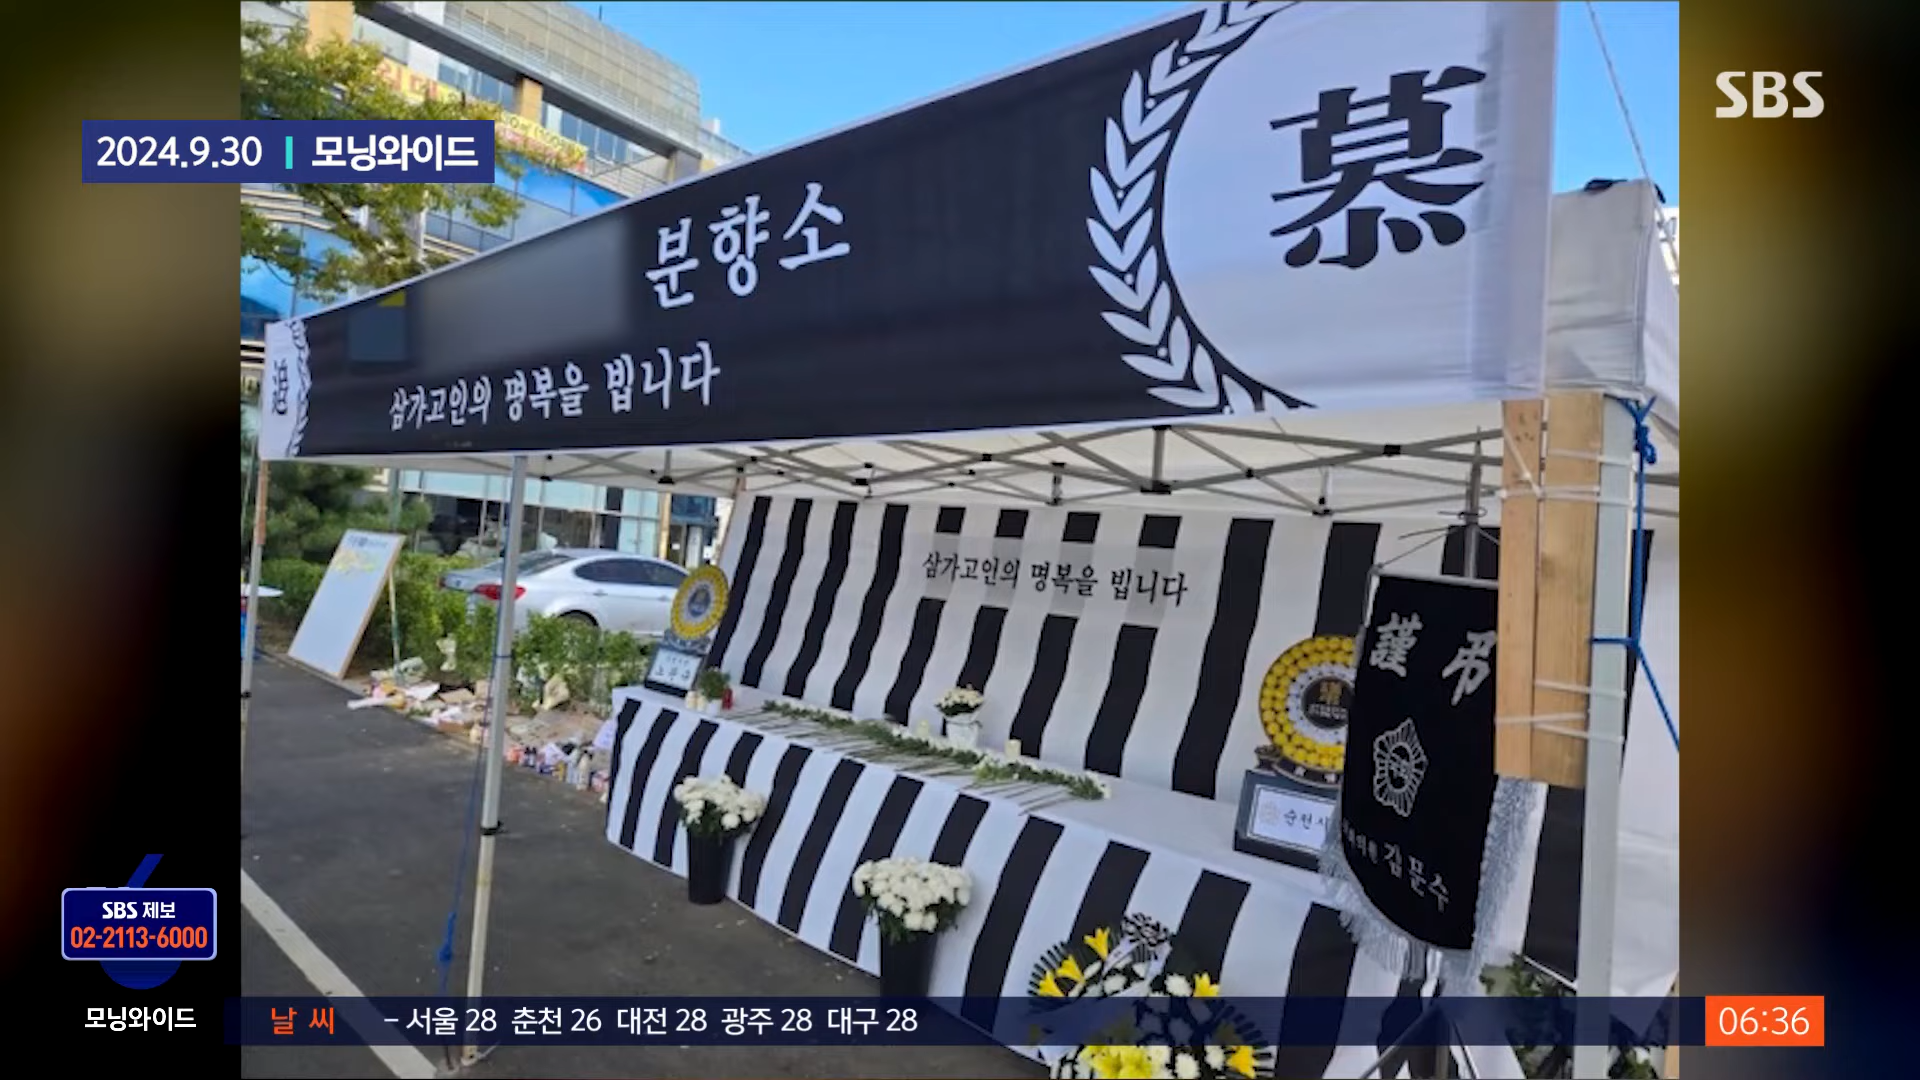 SBS
2024.9.30 | 모닝와이드
분향소
慕
삼가고인의 명복을 빕니다
삼가고인의 명복을 빕니다
謹弔
순천시
김문수
SBS 제보
02-2113-6000
모닝와이드
날씨 - 서울 28 춘천 26 대전 28 광주 28 대구 28
06:36